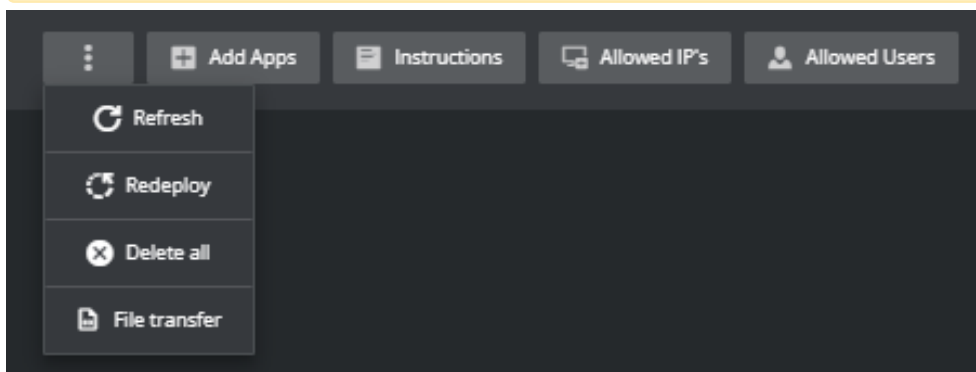 Add Apps Instructions Allowed IP's Allowed Users
Refresh
Redeploy
Delete all
File transfer